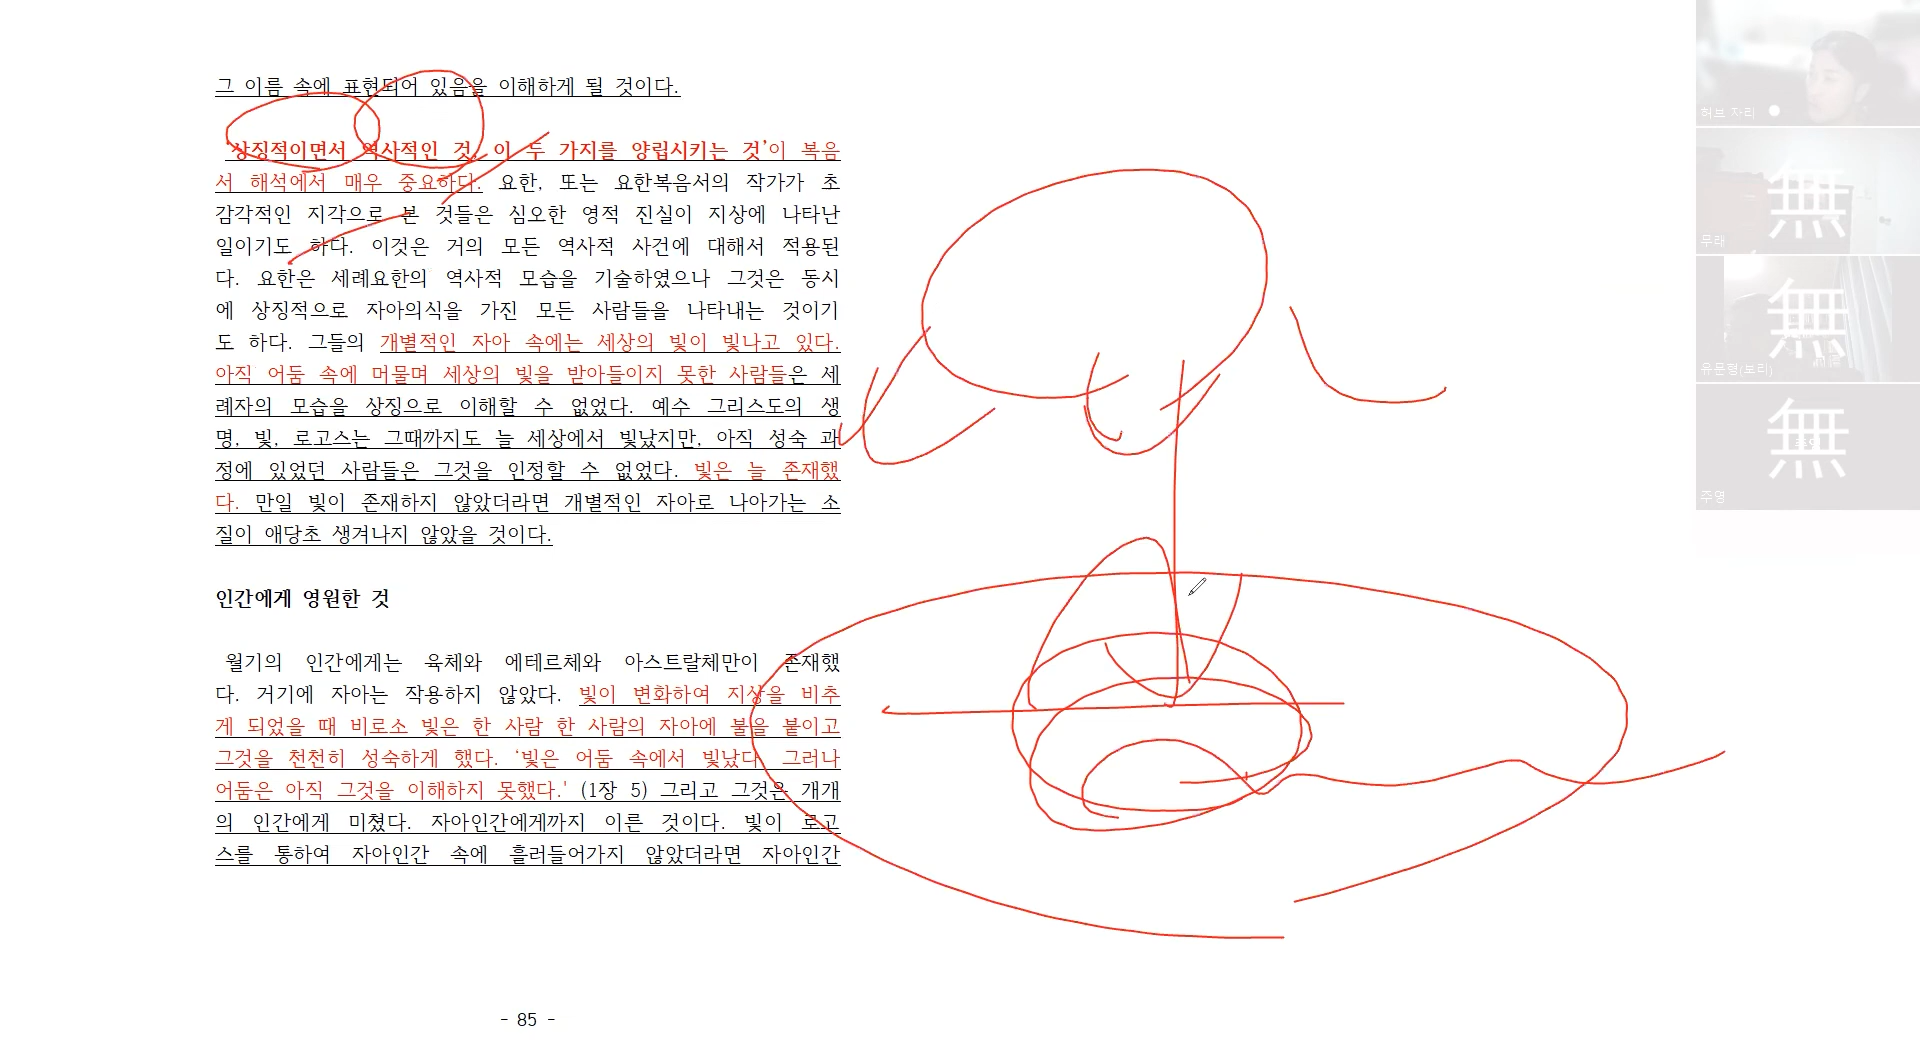 그 이름 속에 표현되어 있음을 이해하게 될 것이다.
'상징적이면서 역사적인 것, 이 두 가지를 양립시키는 것'이 복음
서 해석에서 매우 중요하다. 요한, 또는 요한복음서의 작가가 초
감각적인 지각으로 본 것들은 심오한 영적 진실이 지상에 나타난
일이기도 하다. 이것은 거의 모든 역사적 사건에 대해서 적용된
다. 요한은 세례요한의 역사적 모습을 기술하였으나 그것은 동시
에 상징적으로 자아의식을 가진 모든 사람들을 나타내는 것이기
도 하다. 그들의 개별적인 자아 속에는 세상의 빛이 빛나고 있다.
아직 어둠 속에 머물며 세상의 빛을 받아들이지 못한 사람들은 세
례자의 모습을 상징으로 이해할 수 없었다. 예수 그리스도의 생
명, 빛, 로고스는 그때까지도 늘 세상에서 빛났지만, 아직 성숙 과
정에 있었던 사람들은 그것을 인정할 수 없었다. 빛은 늘 존재했
다. 만일 빛이 존재하지 않았더라면 개별적인 자아로 나아가는 소
질이 애당초 생겨나지 않았을 것이다.
인간에게 영원한 것
월기의 인간에게는 육체와 에테르체와 아스트랄체만이 존재했
다. 거기에 자아는 작용하지 않았다. 빛이 변화하여 지상을 비추
게 되었을 때 비로소 빛은 한 사람 한 사람의 자아에 불을 붙이고
그것을 천천히 성숙하게 했다. '빛은 어둠 속에서 빛났다. 그러나
어둠은 아직 그것을 이해하지 못했다.' (1장 5) 그리고 그것은 개개
의 인간에게 미쳤다. 자아인간에게까지 이른 것이다. 빛이 로고
스를 통하여 자아인간 속에 흘러들어가지 않았더라면 자아인간
- 85 -
허브 자리
無
무래
無
유문형(보리)
無
주영